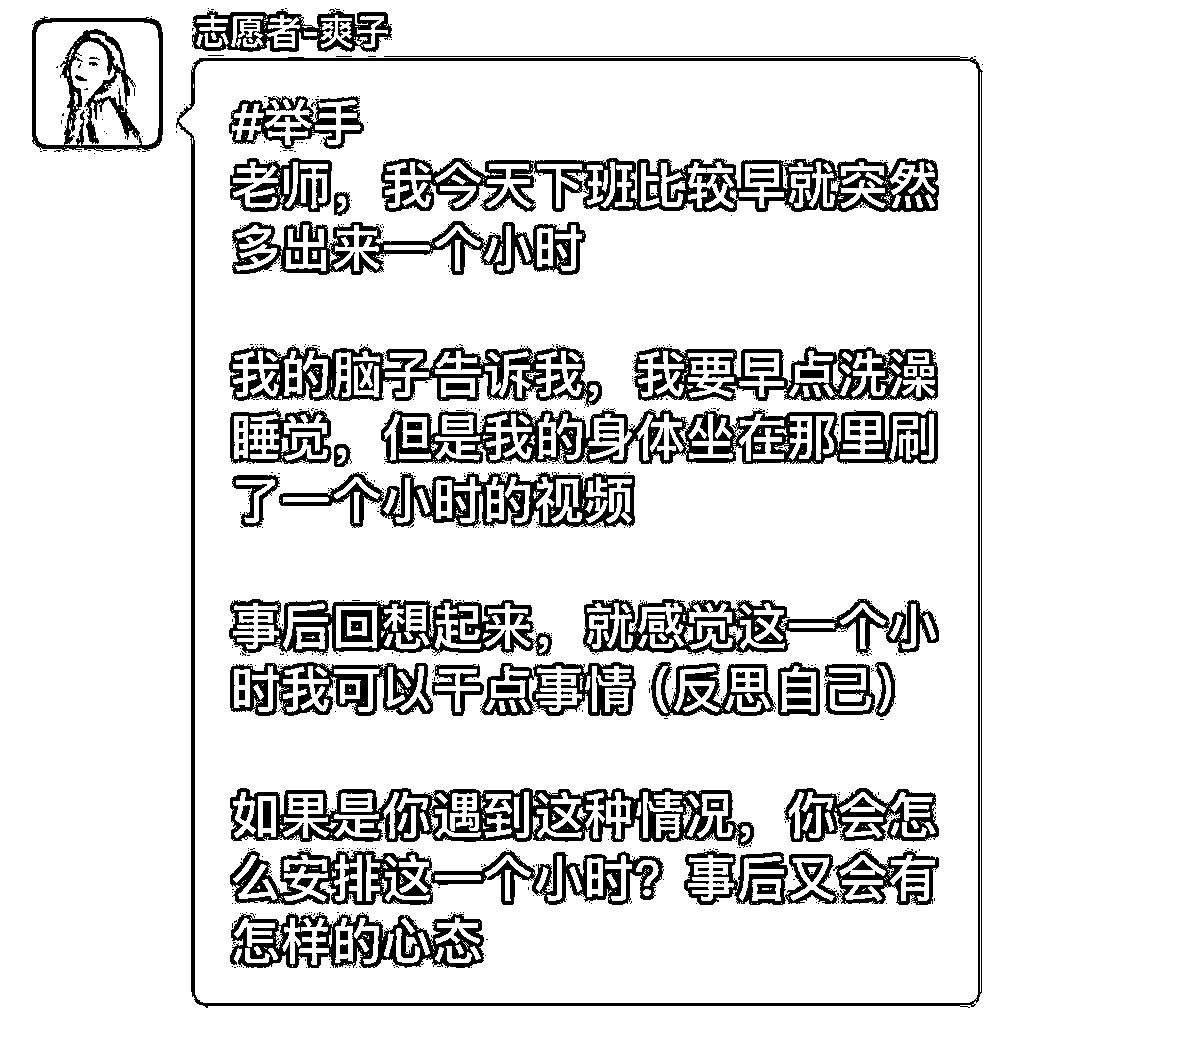 志愿者-爽子
#举手
老师，我今天下班比较早就突然
多出来一个小时
我的脑子告诉我，我要早点洗澡
睡觉，但是我的身体坐在那里刷
了一个小时的视频
事后回想起来，就感觉这一个小
时我可以干点事情（反思自己）
如果是你遇到这种情况，你会怎
么安排这一个小时？事后又会有
怎样的心态